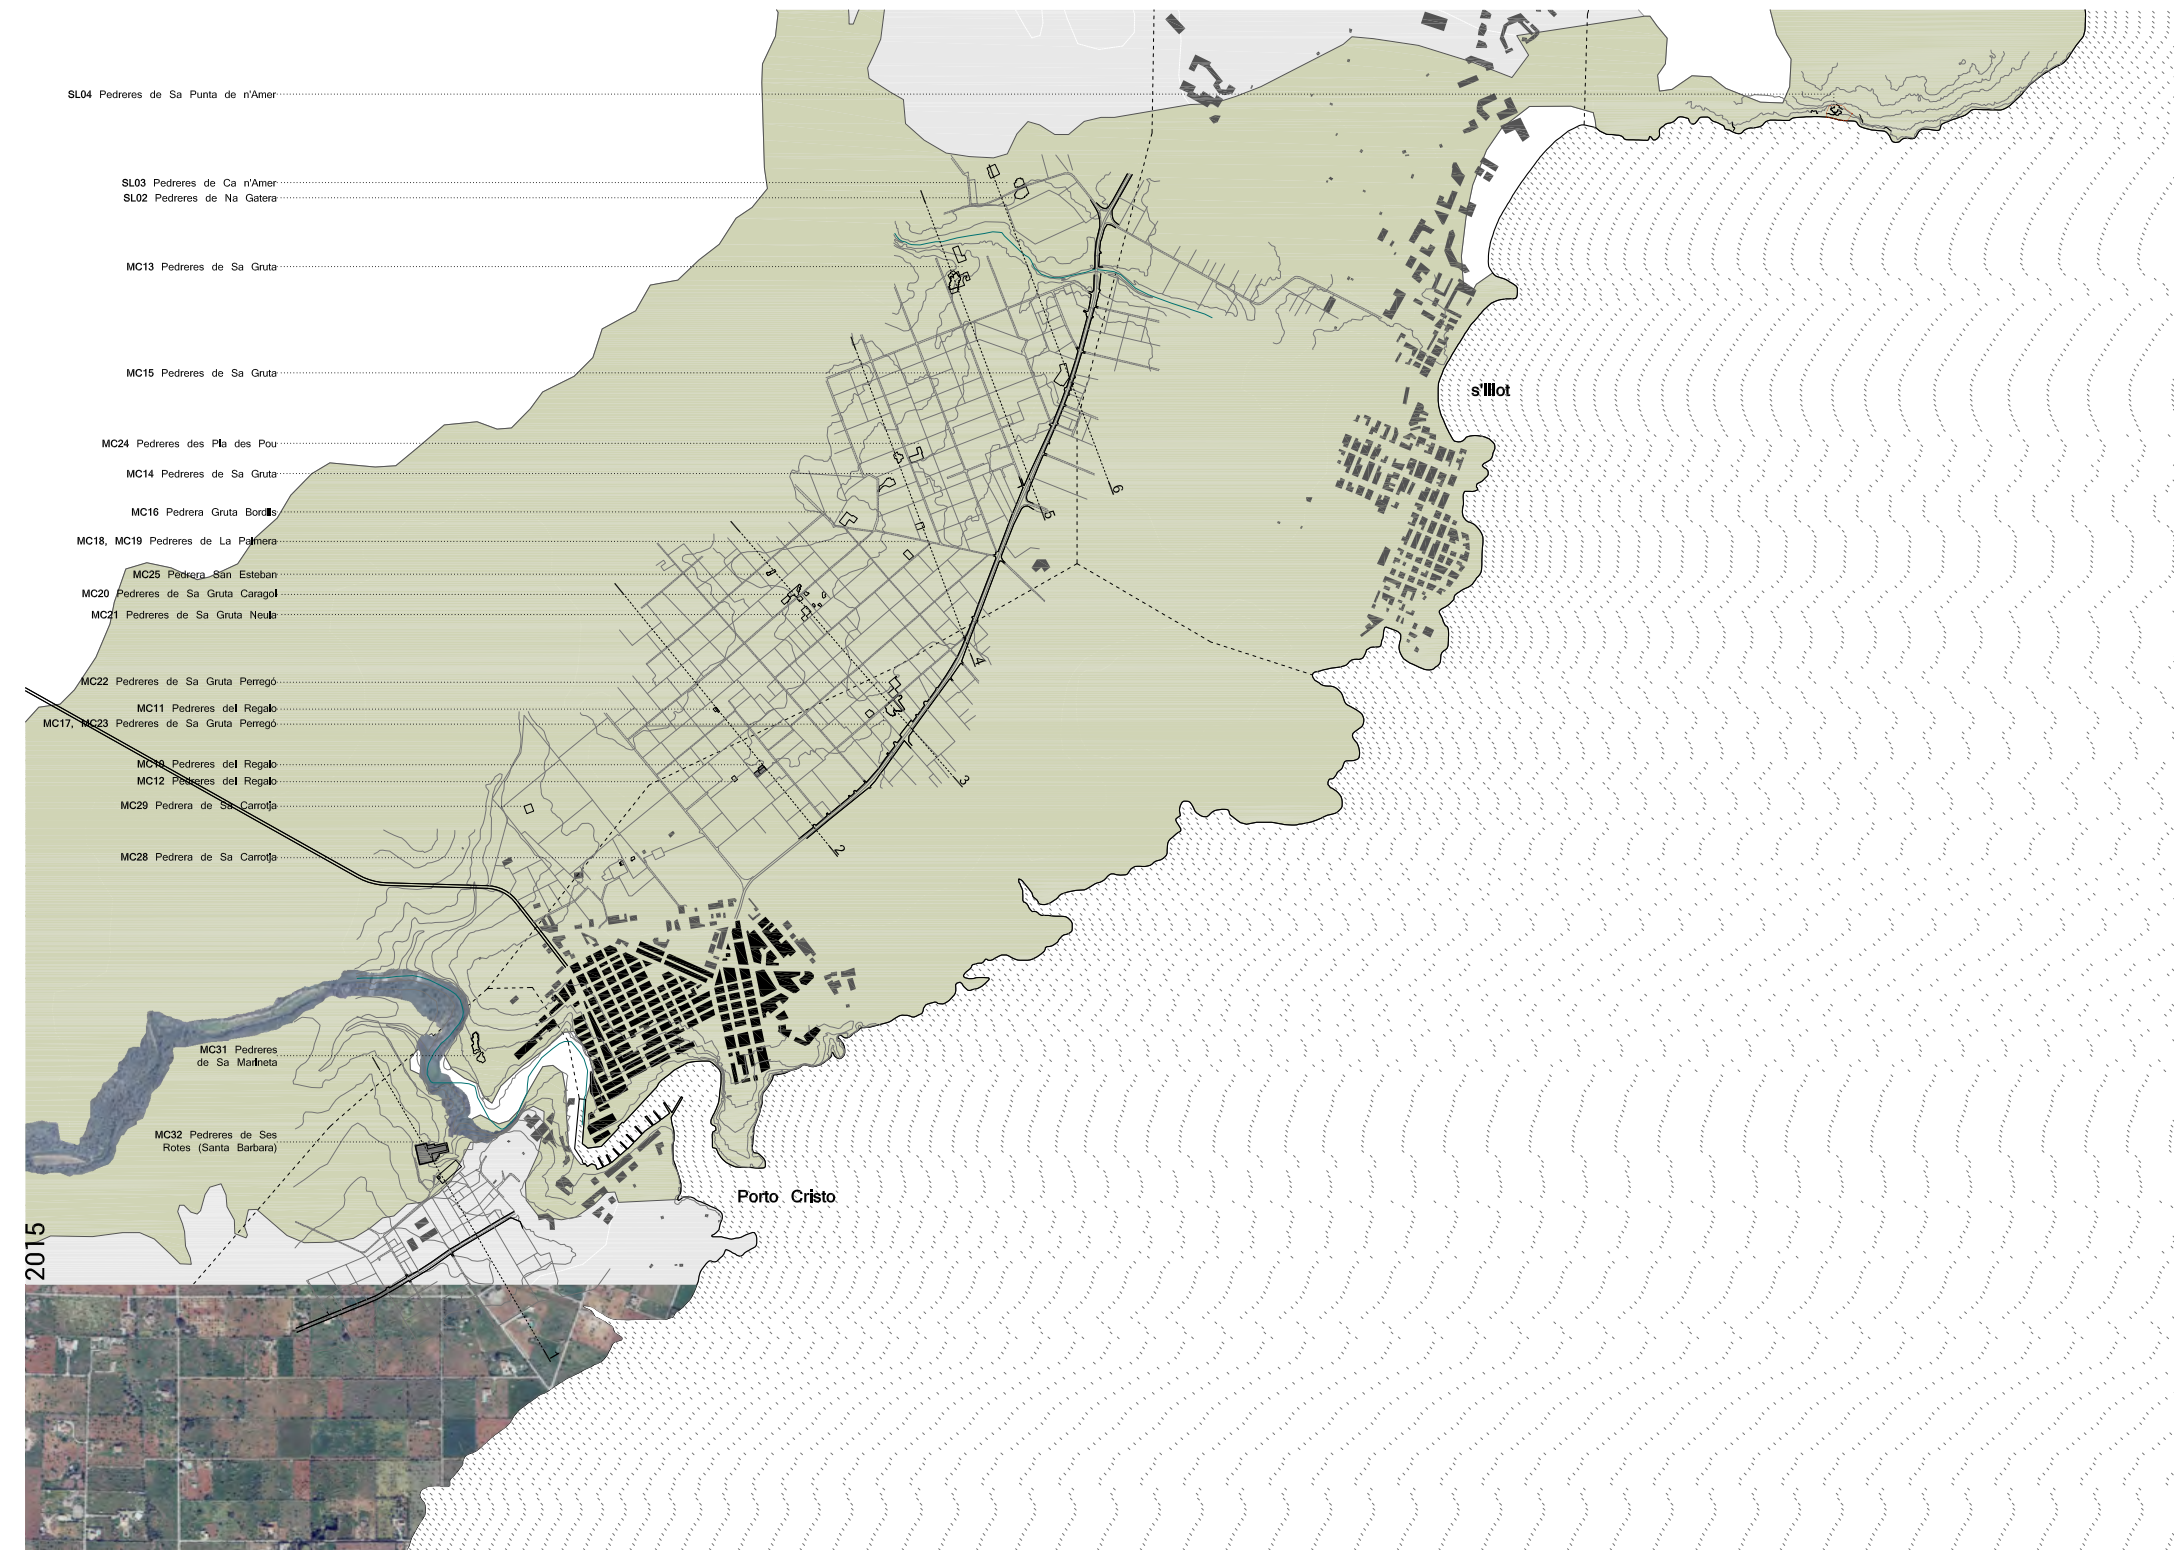 SL04 Pedreres de Sa Punta de n'Amer
SL03 Pedreres de Ca n'Amer
SL02 Pedreres de Na Gatera
MC13 Pedreres de Sa Gruta
MC15 Pedreres de Sa Gruta
s'Illot
MC24 Pedreres des Pla des Pou
MC14 Pedreres de Sa Gruta
6
MC16 Pedrera Gruta Bordils
5
MC18, MC19 Pedreres de La Palmera
MC25 Pedrera San Esteban
MC20 Pedreres de Sa Gruta Caragol
MC21 Pedreres de Sa Gruta Neula
4
MC22 Pedreres de Sa Gruta Perregó
MC11 Pedreres del Regalo
MC17, MC23 Pedreres de Sa Gruta Perregó
MC10 Pedreres del Regalo
MC12 Pedreres del Regalo
3
MC29 Pedrera de Sa Carrotja
2
MC28 Pedrera de Sa Carrotja
MC31 Pedreres
de Sa Marineta
MC32 Pedreres de Ses
Rotes (Santa Barbara)
Porto Cristo
2015
1